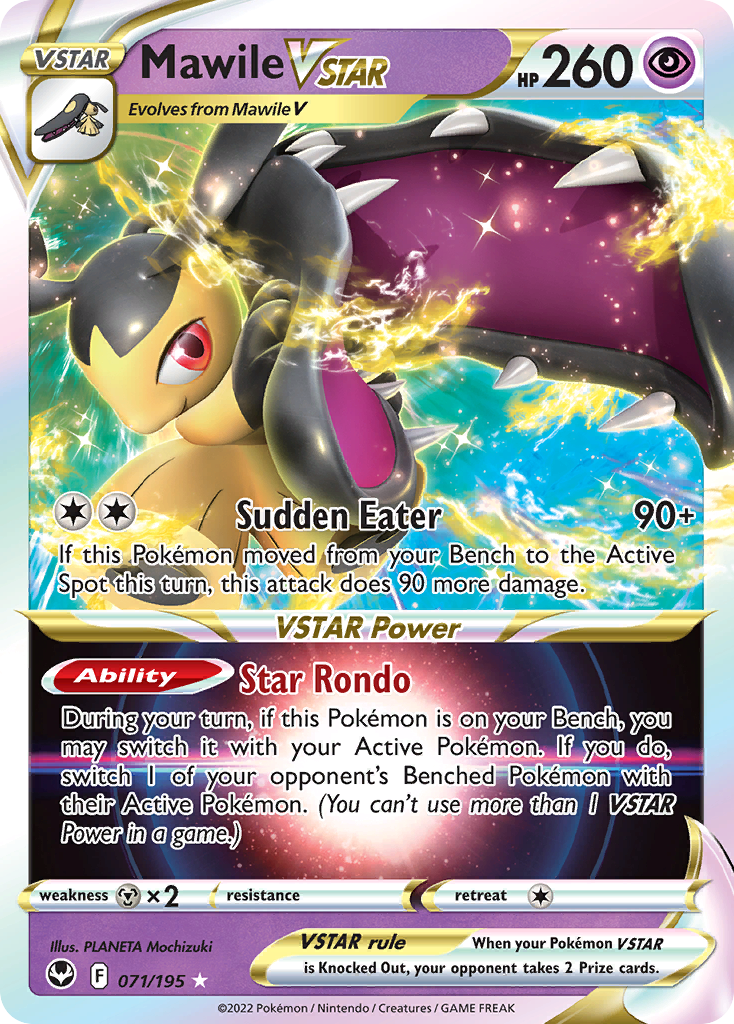 VSTAR
Mawile VSTAR
HP 260
Evolves from Mawile V
Sudden Eater 90+
If this Pokémon moved from your Bench to the Active
Spot this turn, this attack does 90 more damage.
VSTAR Power
Ability Star Rondo
During your turn, if this Pokémon is on your Bench, you
may switch it with your Active Pokémon. If you do,
switch 1 of your opponent's Benched Pokémon with
their Active Pokémon. (You can't use more than 1 VSTAR
Power in a game.)
weakness ×2 resistance retreat
Illus. PLANETA Mochizuki
F 071/195
VSTAR rule When your Pokémon VSTAR
is Knocked Out, your opponent takes 2 Prize cards.
©2022 Pokémon / Nintendo / Creatures / GAME FREAK